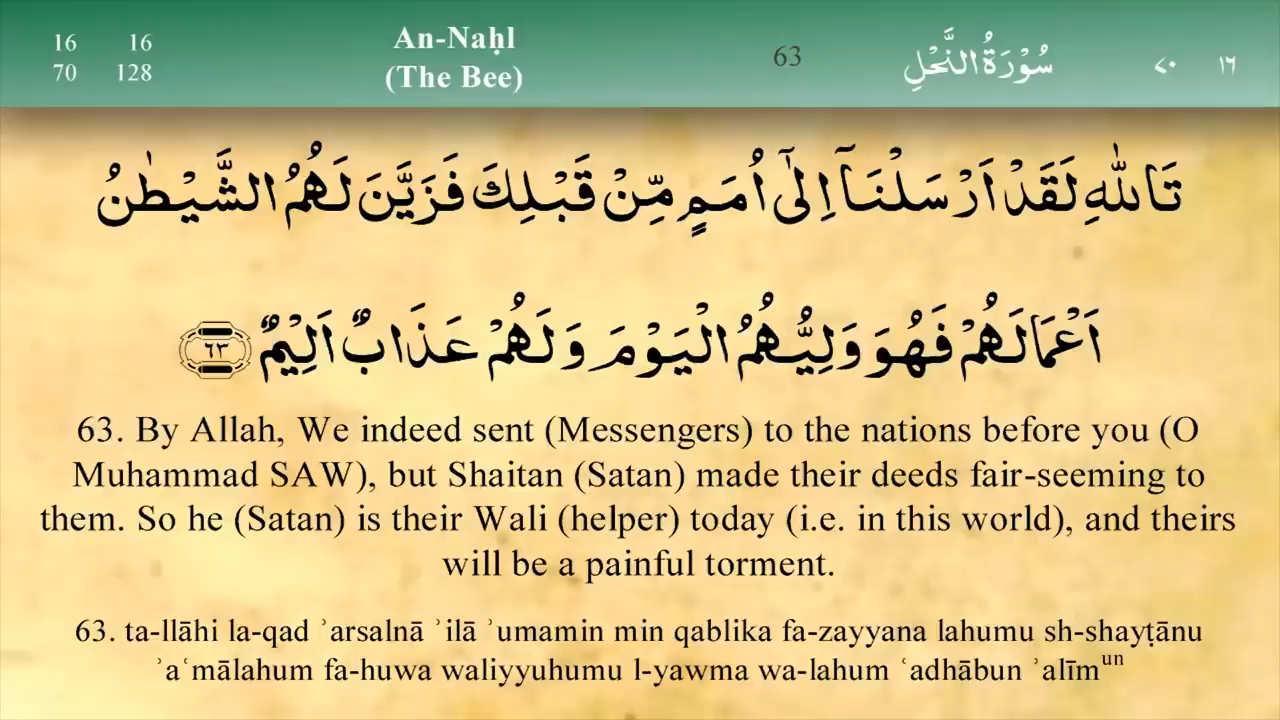 16 16
70 128
An-Naḥl
(The Bee)
63
سُوْرَةُ النَّحْلِ
٧٠ ١٦
تَاللّٰهِ لَقَدْ اَرْسَلْنَاۤ اِلٰۤى اُمَمٍ مِّنْ قَبْلِكَ فَزَيَّنَ لَهُمُ الشَّيْطٰنُ
اَعْمَالَهُمْ فَهُوَ وَلِيُّهُمُ الْيَوْمَ وَلَهُمْ عَذَابٌ اَلِيْمٌ ٦٣
63. By Allah, We indeed sent (Messengers) to the nations before you (O
Muhammad SAW), but Shaitan (Satan) made their deeds fair-seeming to
them. So he (Satan) is their Wali (helper) today (i.e. in this world), and theirs
will be a painful torment.
63. ta-llāhi la-qad ʾarsalnā ʾilā ʾumamin min qablika fa-zayyana lahumu sh-shayṭānu
ʾaʿmālahum fa-huwa waliyyuhumu l-yawma wa-lahum ʿadhābun ʾalīmᵘⁿ